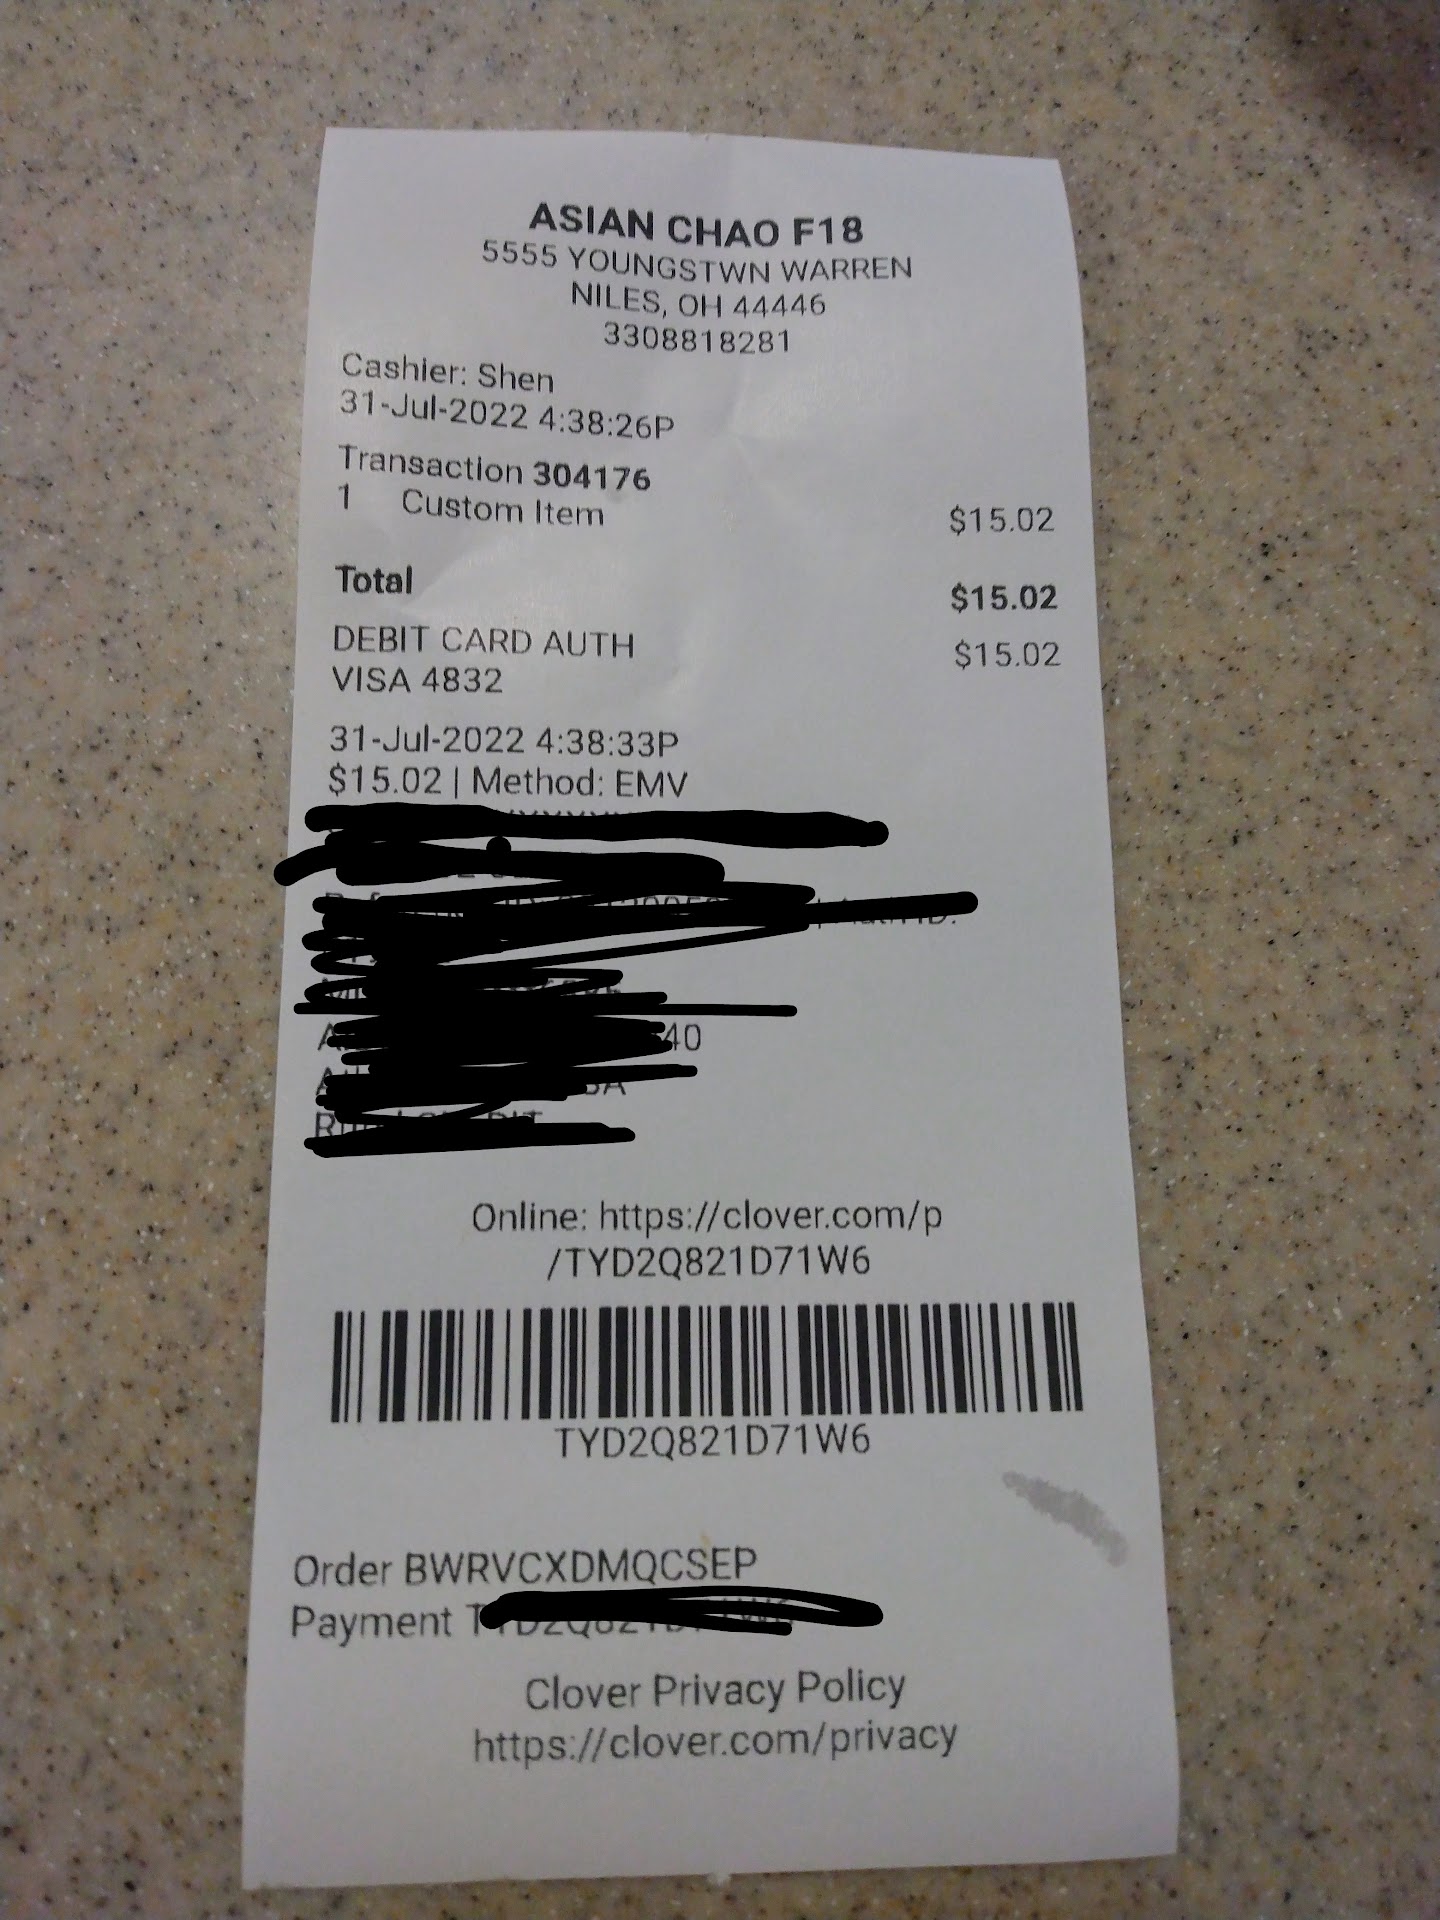 ASIAN CHAO F18
5555 YOUNGSTWN WARREN
NILES, OH 44446
3308818281
Cashier: Shen
31-Jul-2022 4:38:26P
Transaction 304176
1 Custom Item $15.02
Total $15.02
DEBIT CARD AUTH $15.02
VISA 4832
31-Jul-2022 4:38:33P
$15.02 | Method: EMV
Online: https://clover.com/p
/TYD2Q821D71W6
TYD2Q821D71W6
Order BWRVCXDMQCSEP
Payment
Clover Privacy Policy
https://clover.com/privacy